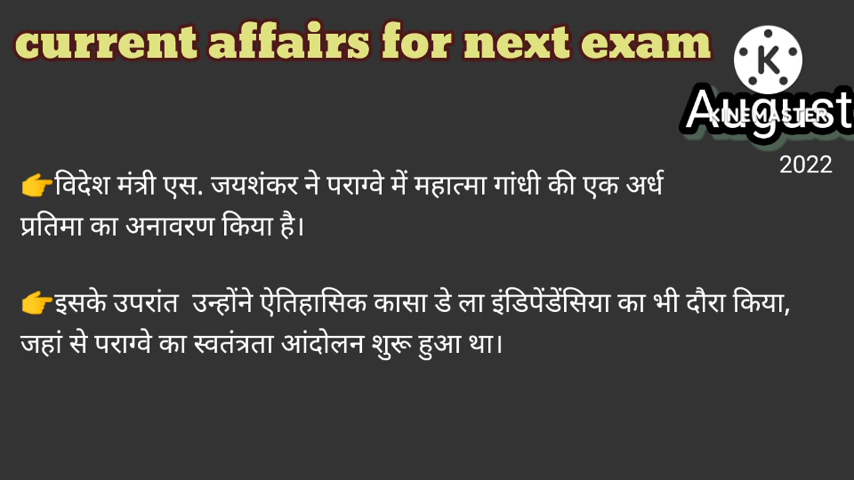 current affairs for next exam
K
KINEMASTER
August
2022
👉विदेश मंत्री एस. जयशंकर ने पराग्वे में महात्मा गांधी की एक अर्ध
प्रतिमा का अनावरण किया है।
👉इसके उपरांत उन्होंने ऐतिहासिक कासा डे ला इंडिपेंडेंसिया का भी दौरा किया,
जहां से पराग्वे का स्वतंत्रता आंदोलन शुरू हुआ था।